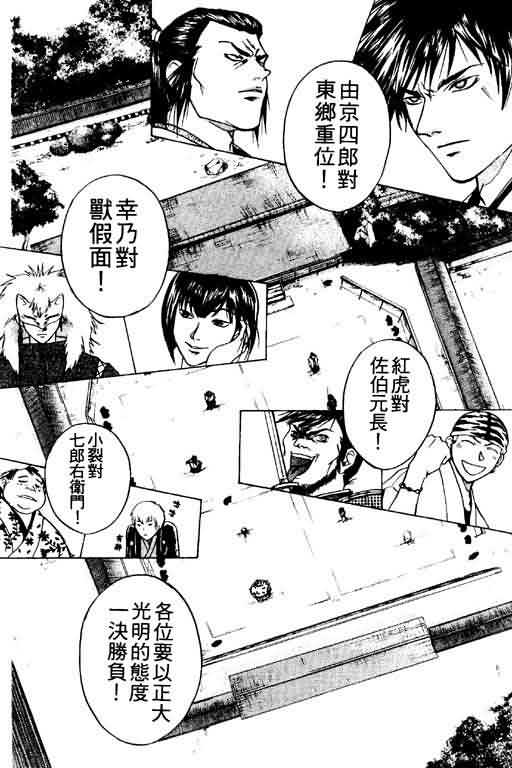 由京四郎對
東鄉重位！
幸乃對
獸假面！
紅虎對
佐伯元長！
小裂對
七郎右衛門！
各位要以正大
光明的態度
一決勝負！